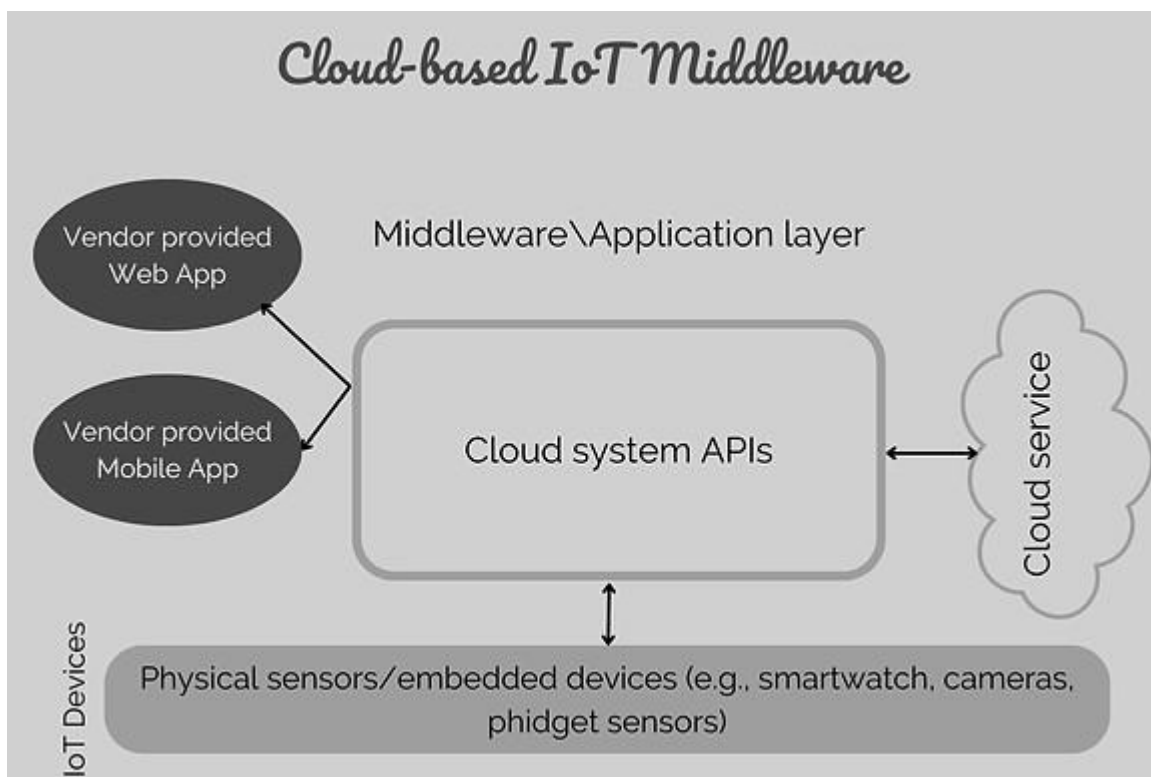 Cloud-based IoT Middleware
Vendor provided
Web App
Middleware\Application layer
Vendor provided
Mobile App
Cloud system APIs
Cloud service
IoT Devices
Physical sensors/embedded devices (e.g., smartwatch, cameras,
phidget sensors)